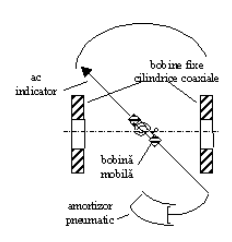 bobine fixe
cilindrice coaxiale
ac
indicator
bobină
mobilă
amortizor
pneumatic